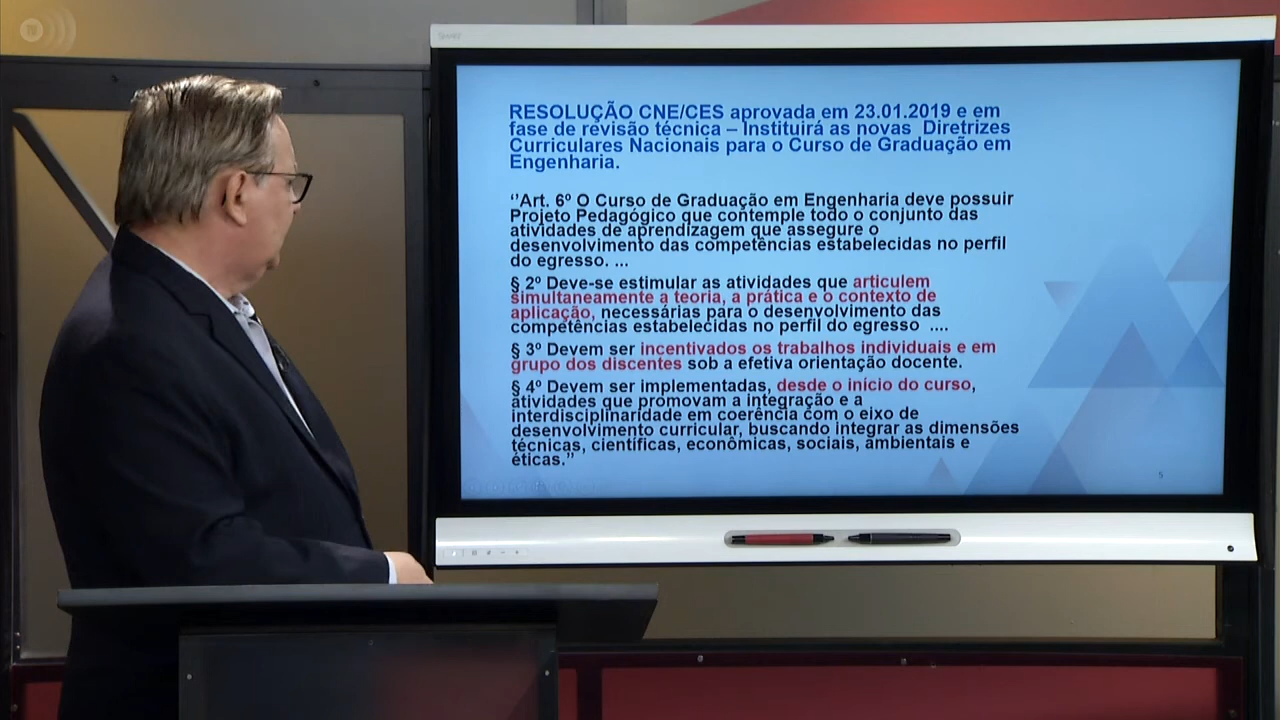 SMART
RESOLUÇÃO CNE/CES aprovada em 23.01.2019 e em
fase de revisão técnica – Instituirá as novas Diretrizes
Curriculares Nacionais para o Curso de Graduação em
Engenharia.
‘’Art. 6º O Curso de Graduação em Engenharia deve possuir
Projeto Pedagógico que contemple todo o conjunto das
atividades de aprendizagem que assegure o
desenvolvimento das competências estabelecidas no perfil
do egresso. ...
§ 2º Deve-se estimular as atividades que articulem
simultaneamente a teoria, a prática e o contexto de
aplicação, necessárias para o desenvolvimento das
competências estabelecidas no perfil do egresso ....
§ 3º Devem ser incentivados os trabalhos individuais e em
grupo dos discentes sob a efetiva orientação docente.
§ 4º Devem ser implementadas, desde o início do curso,
atividades que promovam a integração e a
interdisciplinaridade em coerência com o eixo de
desenvolvimento curricular, buscando integrar as dimensões
técnicas, científicas, econômicas, sociais, ambientais e
éticas.”
5